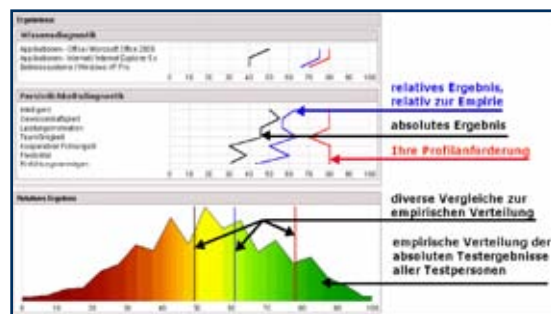 Ergebnisse
Wissensdiagnostik
Applikationen - Office / Microsoft Office 2003
Applikationen - Internet / Internet Explorer 6.x
Betriebssysteme / Windows XP Pro
0 10 20 30 40 50 60 70 80 90 100
Persönlichkeitsdiagnostik
Intelligenz
Gewissenhaftigkeit
Leistungsmotivation
Teamfähigkeit
Kooperativer Führungsstil
Flexibilität
Einfühlungsvermögen
0 10 20 30 40 50 60 70 80 90 100
Relatives Ergebnis
0 10 20 30 40 50 60 70 80 90 100
relatives Ergebnis,
relativ zur Empirie
absolutes Ergebnis
Ihre Profilanforderung
diverse Vergleiche zur
empirischen Verteilung
empirische Verteilung der
absoluten Testergebnisse
aller Testpersonen